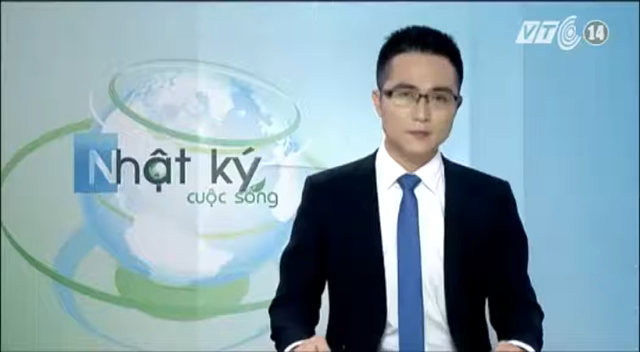 VTC 14
Nhật ký
cuộc sống